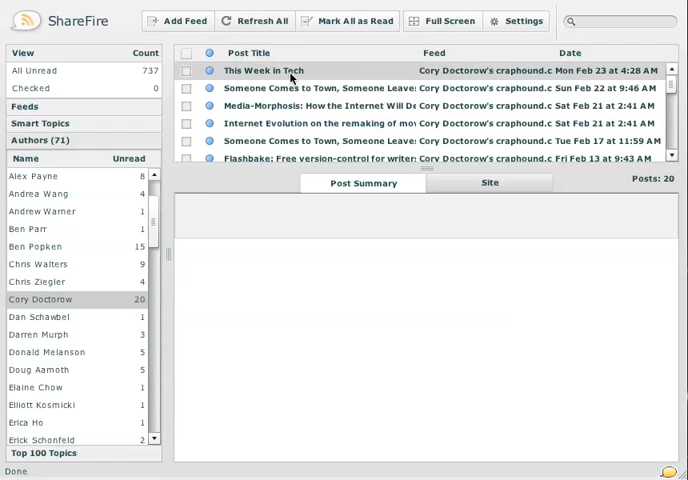 ShareFire
Add Feed
Refresh All
Mark All as Read
Full Screen
Settings
View Count
All Unread 737
Checked 0
Feeds
Smart Topics
Authors (71)
Name Unread
Alex Payne 8
Andrea Wang 4
Andrew Warner 1
Ben Parr 1
Ben Popken 15
Chris Walters 9
Chris Ziegler 4
Cory Doctorow 20
Dan Schawbel 1
Darren Murph 3
Donald Melanson 5
Doug Aamoth 5
Elaine Chow 1
Elliott Kosmicki 1
Erica Ho 1
Erick Schonfeld 2
Top 100 Topics
Done
Post Title Feed Date
This Week in Tech Cory Doctorow's craphound.c Mon Feb 23 at 4:28 AM
Someone Comes to Town, Someone Leave: Cory Doctorow's craphound.c Sun Feb 22 at 9:46 AM
Media-Morphosis: How the Internet Will De Cory Doctorow's craphound.c Sat Feb 21 at 2:41 AM
Internet Evolution on the remaking of mov Cory Doctorow's craphound.c Sat Feb 21 at 2:41 AM
Someone Comes to Town, Someone Leave: Cory Doctorow's craphound.c Tue Feb 17 at 11:59 AM
Flashbake: Free version-control for writer: Cory Doctorow's craphound.c Fri Feb 13 at 9:43 AM
Post Summary
Site
Posts: 20